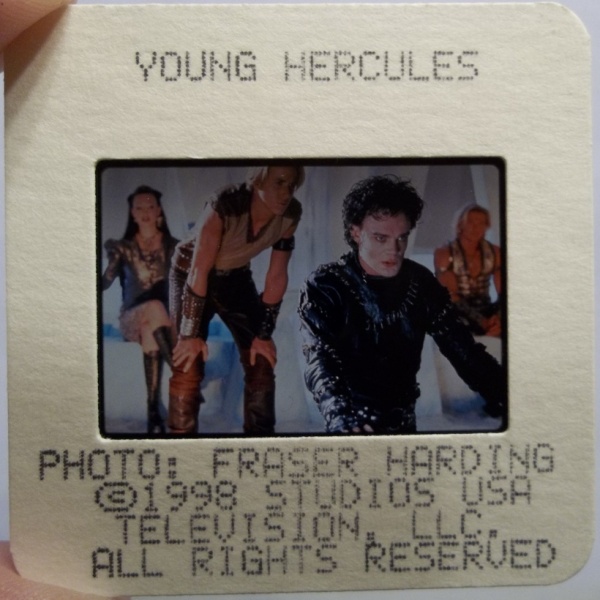 YOUNG HERCULES
PHOTO: FRASER HARDING
©1998 STUDIOS USA
TELEVISION, LLC.
ALL RIGHTS RESERVED